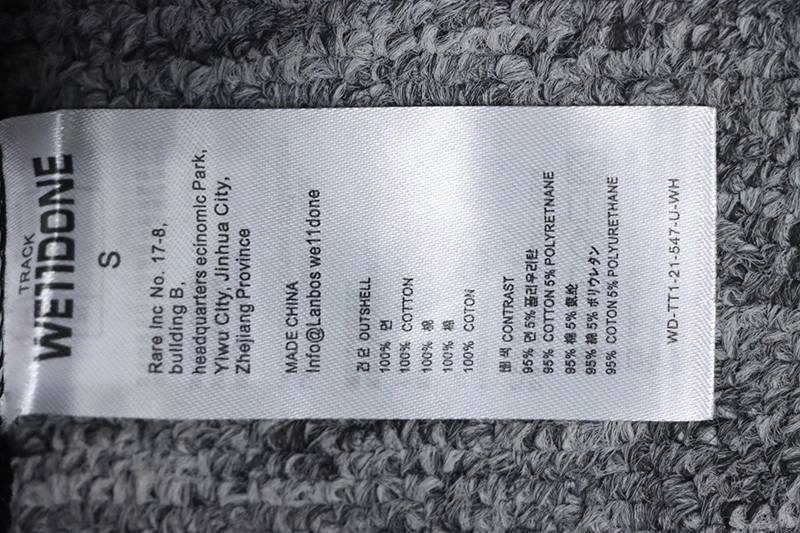 TRACK
WE11DONE
S
Rare Inc No. 17-8,
building B,
headquarters ecinomic Park,
Yiwu City, Jinhua City,
Zhejiang Province
MADE CHINA
Info@Lanbos we11done
겉단 OUTSHELL
100% 면
100% COTTON
100% 棉
100% 綿
100% COTON
배색 CONTRAST
95% 면 5% 폴리우리탄
95% COTTON 5% POLYRETNANE
95% 棉 5% 氨纶
95% 綿 5% ポリウレタン
95% COTON 5% POLYURETHANE
WD-TT1-21-547-U-WH